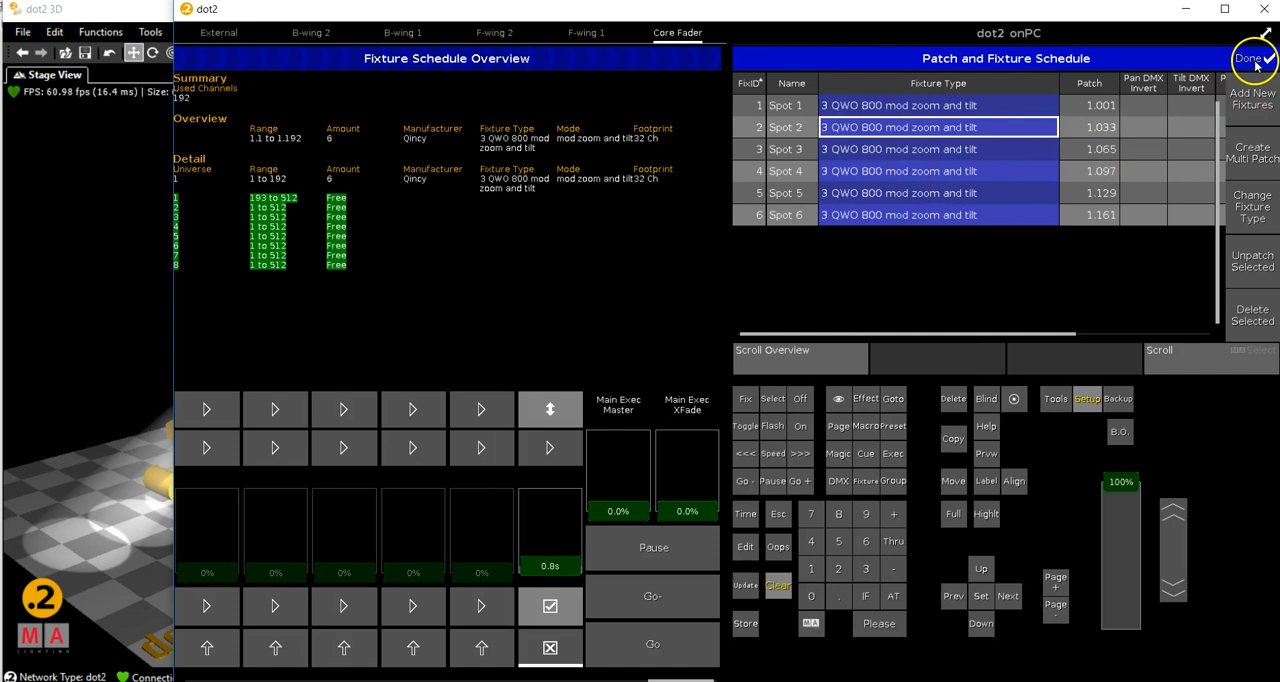 dot2 3D
File Edit Functions Tools
Stage View
FPS: 60.98 fps (16.4 ms) | Size:
.2
MA
LIGHTING
Network Type: dot2
dot2
External B-wing 2 B-wing 1 F-wing 2 F-wing 1 Core Fader
Fixture Schedule Overview
Summary
Used Channels
192
Overview
Range Amount Manufacturer Fixture Type Mode Footprint
1.1 to 1.192 6 Qincy 3 QWO 800 mod zoom and tilt mod zoom and tilt 32 Ch
Detail
Universe Range Amount Manufacturer Fixture Type Mode Footprint
1 1 to 192 6 Qincy 3 QWO 800 mod zoom and tilt mod zoom and tilt 32 Ch
1 193 to 512 Free
2 1 to 512 Free
3 1 to 512 Free
4 1 to 512 Free
5 1 to 512 Free
6 1 to 512 Free
7 1 to 512 Free
8 1 to 512 Free
Main Exec Master
Main Exec XFade
0.0% 0.0%
0% 0% 0% 0% 0% 0.8s
Pause
Go-
Go
dot2 onPC
Patch and Fixture Schedule
Done
FixID Name Fixture Type Patch Pan DMX Invert Tilt DMX Invert
1 Spot 1 3 QWO 800 mod zoom and tilt 1.001
2 Spot 2 3 QWO 800 mod zoom and tilt 1.033
3 Spot 3 3 QWO 800 mod zoom and tilt 1.065
4 Spot 4 3 QWO 800 mod zoom and tilt 1.097
5 Spot 5 3 QWO 800 mod zoom and tilt 1.129
6 Spot 6 3 QWO 800 mod zoom and tilt 1.161
Add New Fixtures
Create Multi Patch
Change Fixture Type
Unpatch Selected
Delete Selected
Scroll Overview
Scroll Select
Fix Select Off Effect Goto Delete Blind Tools Setup Backup
Toggle Flash On Page Macro Preset Help
Copy B.O.
<<< Speed >>> Magic Cue Exec Prvw
Go - Pause Go + DMX Fixture Group Move Label Align
100%
Time Esc 7 8 9 + Full Highlt
Edit Oops 4 5 6 Thru
Update Clear 1 2 3 - Up
Page +
0 . IF AT Prev Set Next
Page -
Store MA Please Down